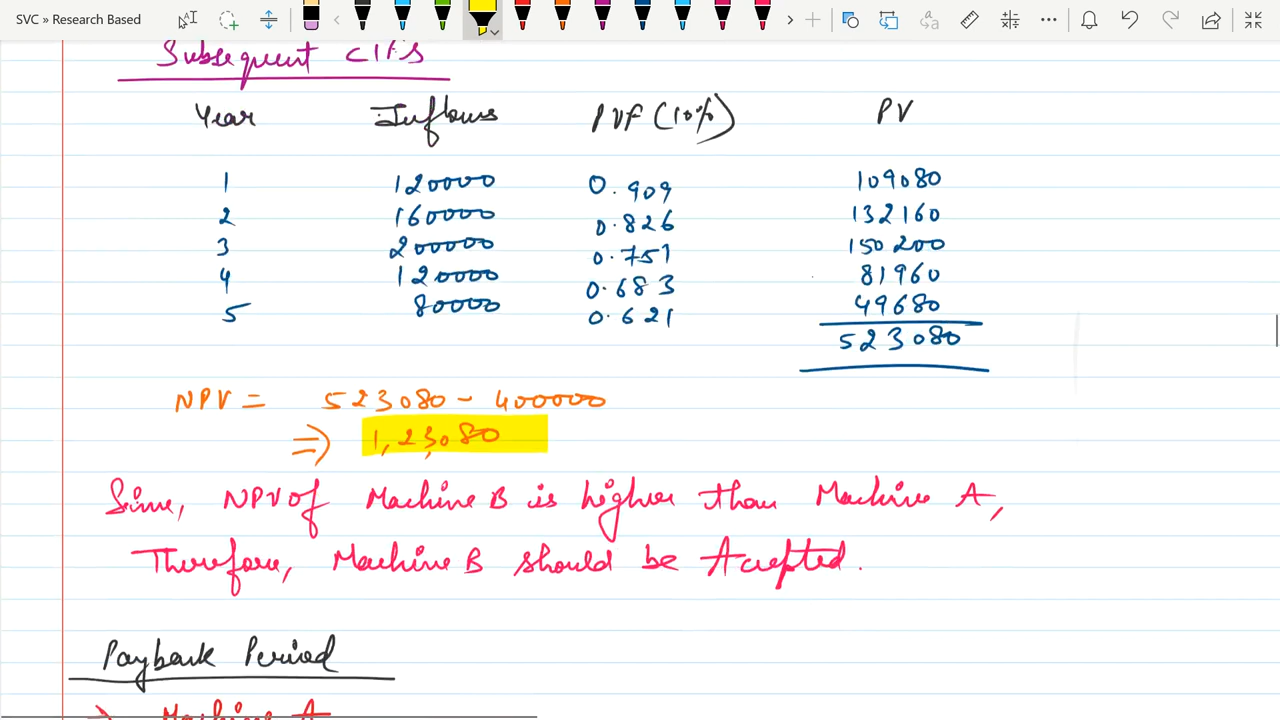 SVC » Research Based
Subsequent CIFs
Year Inflows PVF (10%) PV
1 120000 0.909 109080
2 160000 0.826 132160
3 200000 0.751 150200
4 120000 0.683 81960
5 80000 0.621 49680
523080
NPV = 523080 - 400000
⇒ 1,23,080
Sine, NPV of Machine B is higher than Machine A,
Therefore, Machine B should be Accepted.
Payback Period
⇒ Machine A